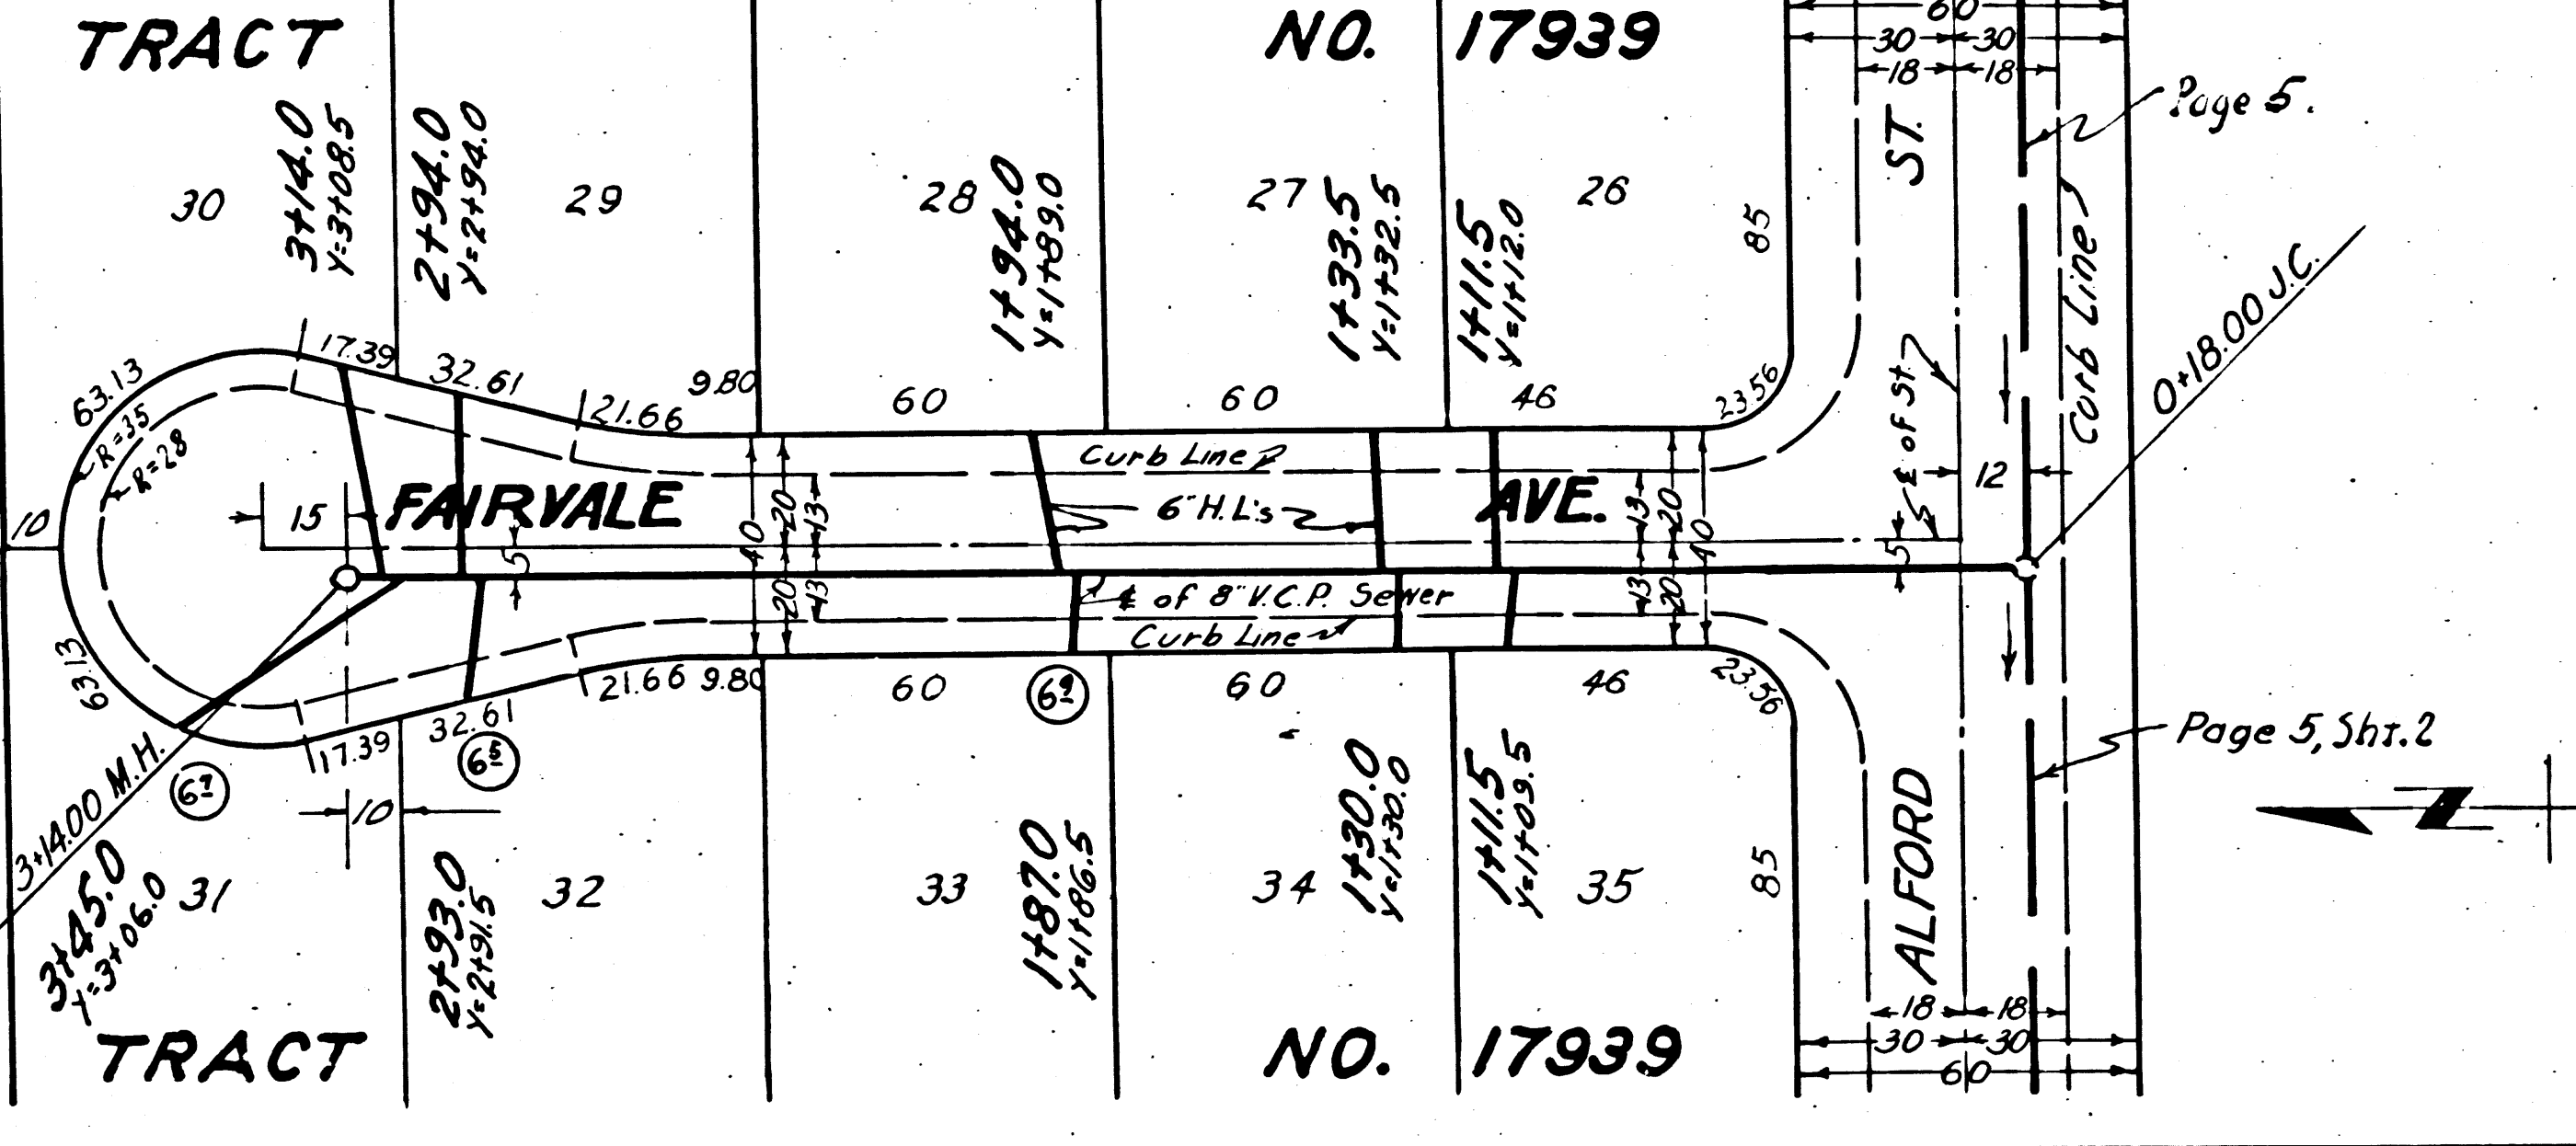 TRACT NO. 17939
60
30 30
18 18
Page 5.
ST.
3+14.0
Y=3+08.5
2+94.0
Y=2+94.0
1+94.0
Y=1+89.0
1+33.5
Y=1+32.5
1+11.5
Y=1+12.0
30 29 28 27 26
85
Curb Line
0+18.00 J.C.
℄ of St.
63.13 17.39 32.61 21.66 9.80 60 60 46 23.56
R=35
R=28
Curb Line
10 15 FAIRVALE AVE.
6" H.L's
5 40 20 13 13 20 40 12 5
20 13 13 20
℄ of 8" V.C.P. Sewer
Curb Line
63.13 17.39 32.61 21.66 9.80 60 60 46 23.56
10
3+14.00 M.H.
Page 5, Sht. 2
3+45.0
2+93.0
Y=2+91.5
1+87.0
Y=1+86.5
1+30.0
Y=1+30.0
1+11.5
Y=1+09.5
31 32 33 34 35
85
ALFORD
18 18
30 30
60
TRACT NO. 17939